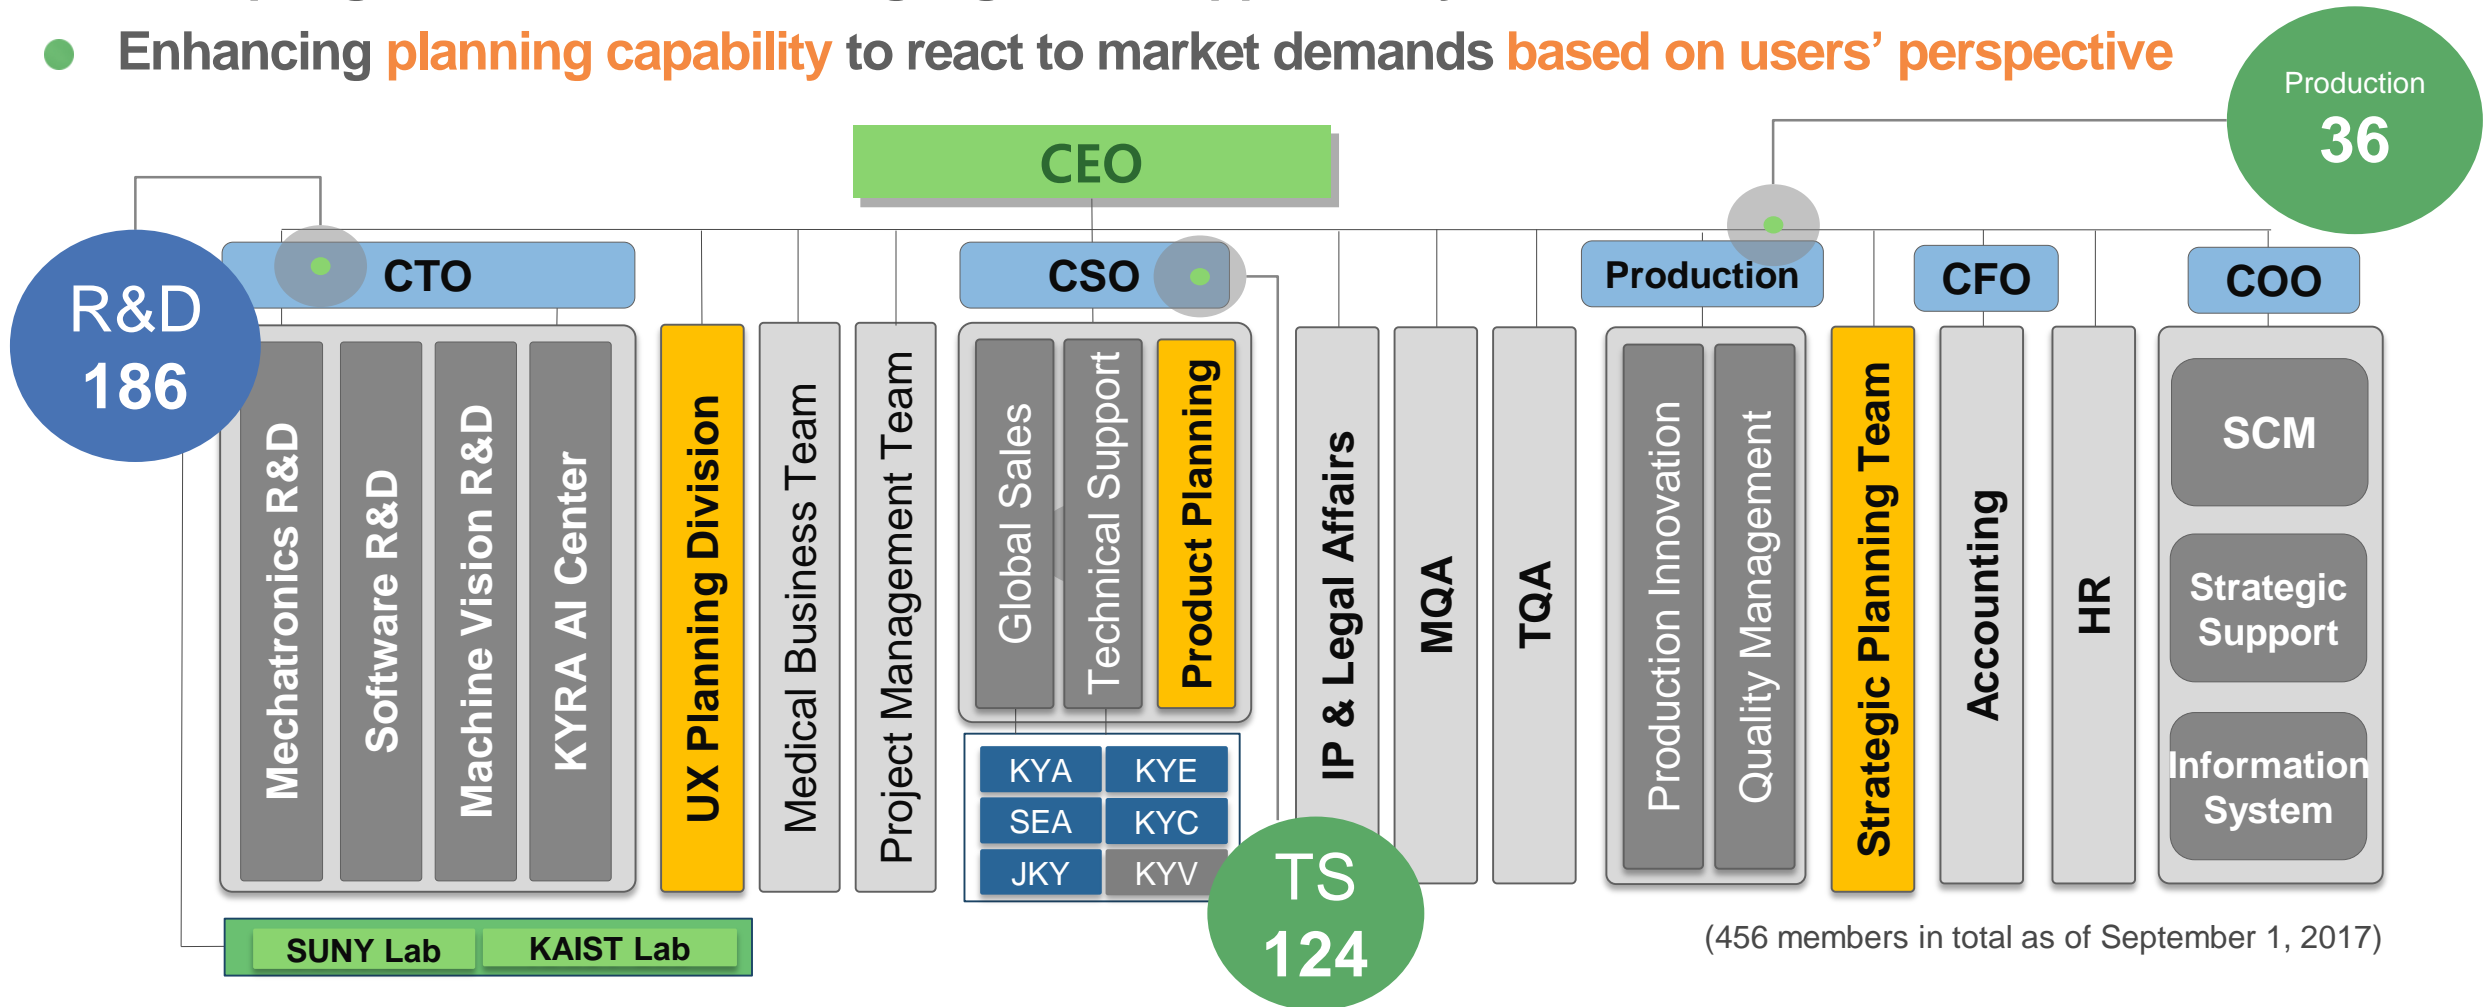 Enhancing planning capability to react to market demands based on users’ perspective
Production
36
CEO
R&D
186
CTO
CSO
Production
CFO
COO
Mechatronics R&D
Software R&D
Machine Vision R&D
KYRA AI Center
UX Planning Division
Medical Business Team
Project Management Team
Global Sales
Technical Support
Product Planning
IP & Legal Affairs
MQA
TQA
Production Innovation
Quality Management
Strategic Planning Team
Accounting
HR
SCM
Strategic
Support
Information
System
KYA
KYE
SEA
KYC
JKY
KYV
TS
124
SUNY Lab
KAIST Lab
(456 members in total as of September 1, 2017)